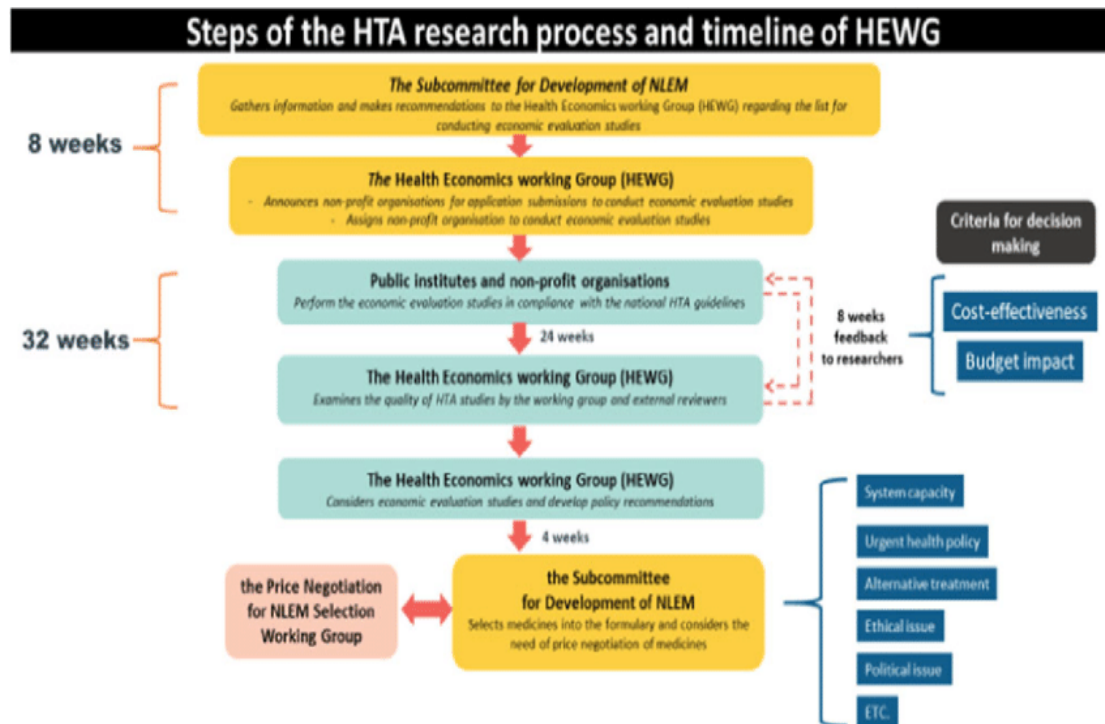 Steps of the HTA research process and timeline of HEWG
The Subcommittee for Development of NLEM
Gathers information and makes recommendations to the Health Economics working Group (HEWG) regarding the list for
conducting economic evaluation studies
8 weeks
The Health Economics working Group (HEWG)
- Announces non-profit organisations for application submissions to conduct economic evaluation studies
- Assigns non-profit organisation to conduct economic evaluation studies
Criteria for decision
making
Public institutes and non-profit organisations
Perform the economic evaluation studies in compliance with the national HTA guidelines
32 weeks
24 weeks
8 weeks
feedback
to researchers
Cost-effectiveness
Budget impact
The Health Economics working Group (HEWG)
Examines the quality of HTA studies by the working group and external reviewers
The Health Economics working Group (HEWG)
Considers economic evaluation studies and develop policy recommendations
4 weeks
the Price Negotiation
for NLEM Selection
Working Group
the Subcommittee
for Development of NLEM
Selects medicines into the formulary and considers the
need of price negotiation of medicines
System capacity
Urgent health policy
Alternative treatment
Ethical issue
Political issue
ETC.